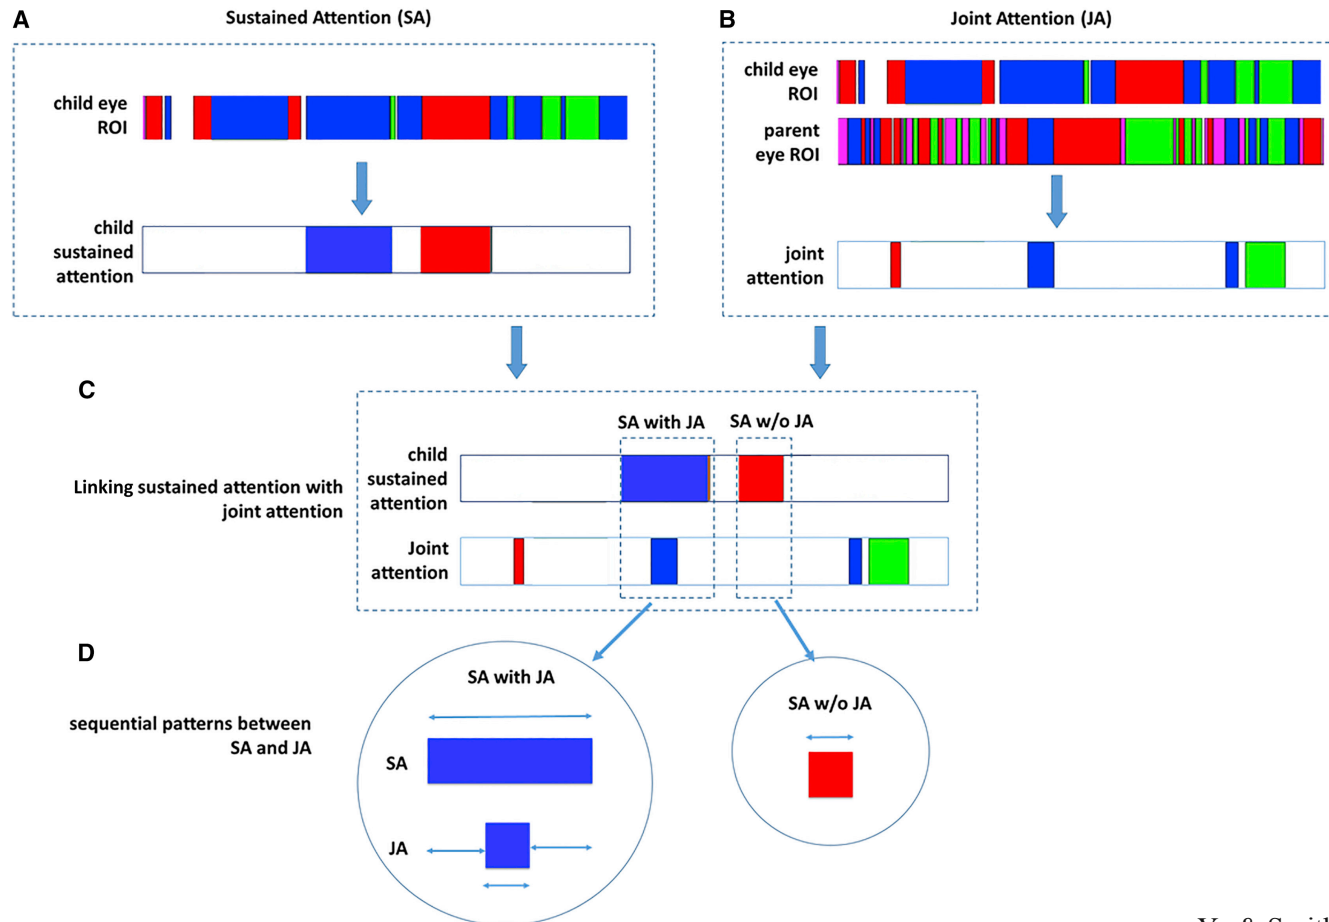 A
Sustained Attention (SA)
child eye
ROI
child
sustained
attention
B
Joint Attention (JA)
child eye
ROI
parent
eye ROI
joint
attention
C
Linking sustained attention with
joint attention
SA with JA
SA w/o JA
child
sustained
attention
Joint
attention
D
sequential patterns between
SA and JA
SA with JA
SA
JA
SA w/o JA